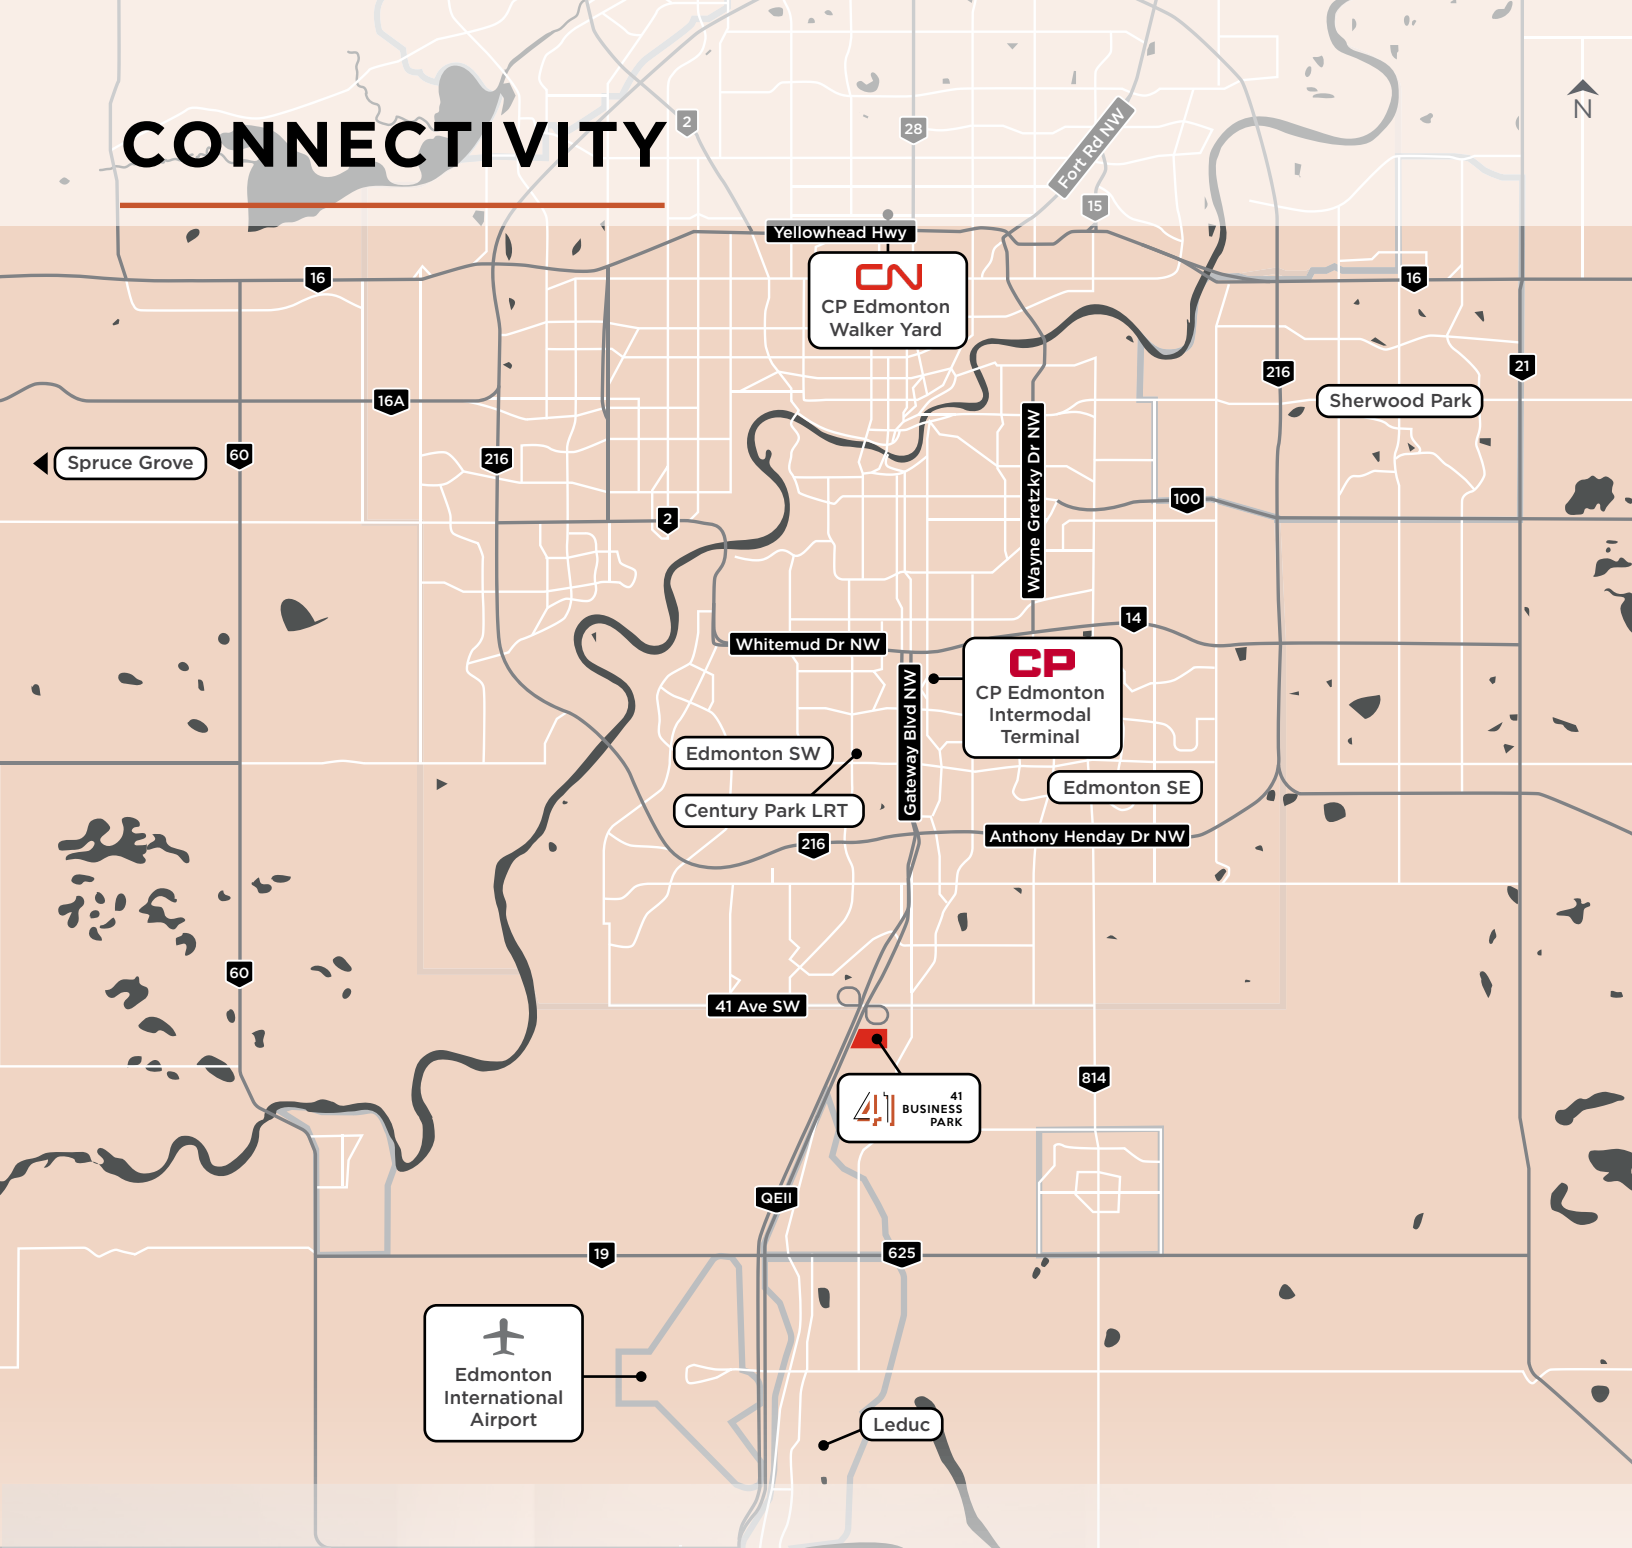 2
28
N
CONNECTIVITY
Fort Rd NW
15
Yellowhead Hwy
16
16
CN
CP Edmonton
Walker Yard
21
216
16A
Sherwood Park
60
216
Spruce Grove
Wayne Gretzky Dr NW
100
2
14
Whitemud Dr NW
CP
CP Edmonton
Intermodal
Terminal
Gateway Blvd NW
Edmonton SW
Edmonton SE
Century Park LRT
216
Anthony Henday Dr NW
60
41 Ave SW
814
41
41
BUSINESS
PARK
QEII
19
625
Edmonton
International
Airport
Leduc